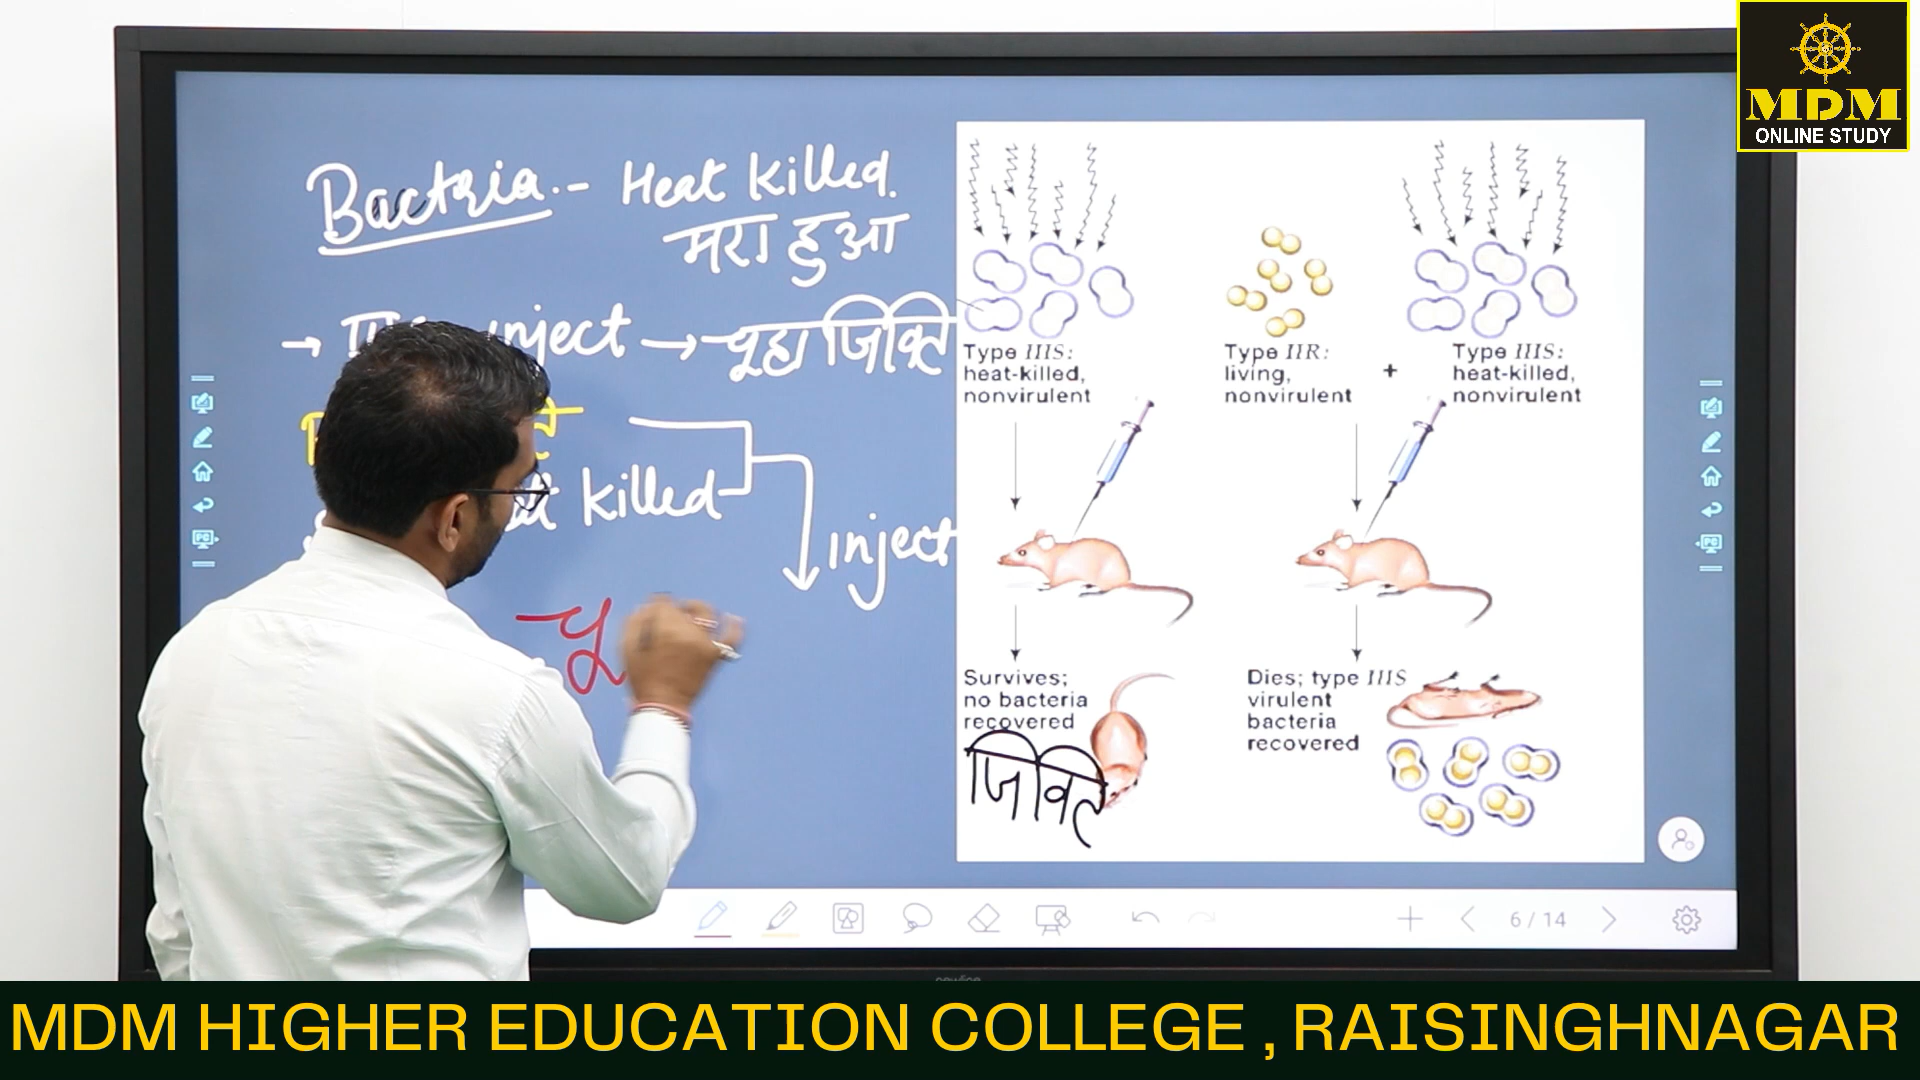 MDM
ONLINE STUDY
Bactria.- Heat Killed.
मरा हुआ
→ inject → चूहा जिवित
Killed
inject
चू
Type IIIS:
heat-killed,
nonvirulent
Type IIR:
living,
nonvirulent
+
Type IIIS:
heat-killed,
nonvirulent
Survives;
no bacteria
recovered
जिवित
Dies; type IIIS
virulent
bacteria
recovered
6 / 14
newline
MDM HIGHER EDUCATION COLLEGE , RAISINGHNAGAR